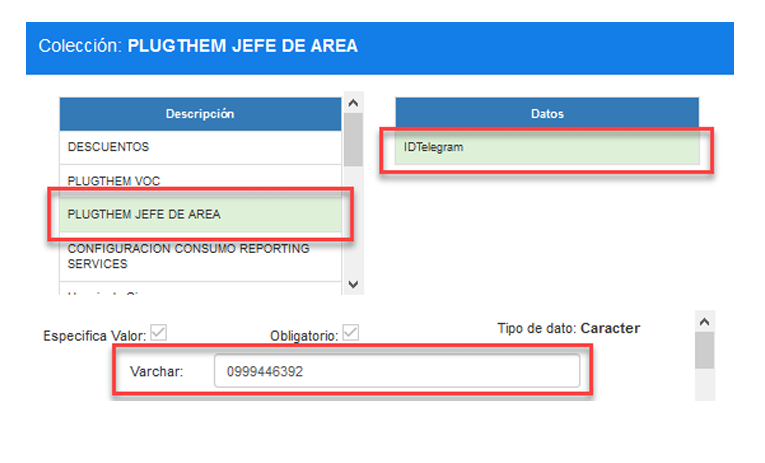 Colección: PLUGTHEM JEFE DE AREA
Descripción
DESCUENTOS
PLUGTHEM VOC
PLUGTHEM JEFE DE AREA
CONFIGURACION CONSUMO REPORTING
SERVICES
Datos
IDTelegram
Especifica Valor:
Obligatorio:
Tipo de dato: Caracter
Varchar: 0999446392